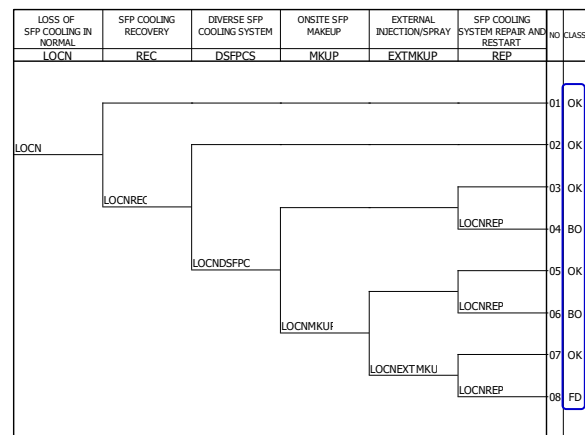 LOSS OF
SFP COOLING IN
NORMAL
SFP COOLING
RECOVERY
DIVERSE SFP
COOLING SYSTEM
ONSITE SFP
MAKEUP
EXTERNAL
INJECTION/SPRAY
SFP COOLING
SYSTEM REPAIR AND
RESTART
NO CLASS
LOCN REC DSFPCS MKUP EXTMKUP REP
01 OK
LOCN
02 OK
LOCNREC
03 OK
LOCNREP
04 BO
LOCNDSFPC
05 OK
LOCNREP
06 BO
LOCNMKUF
07 OK
LOCNEXTMKU
LOCNREP
08 FD